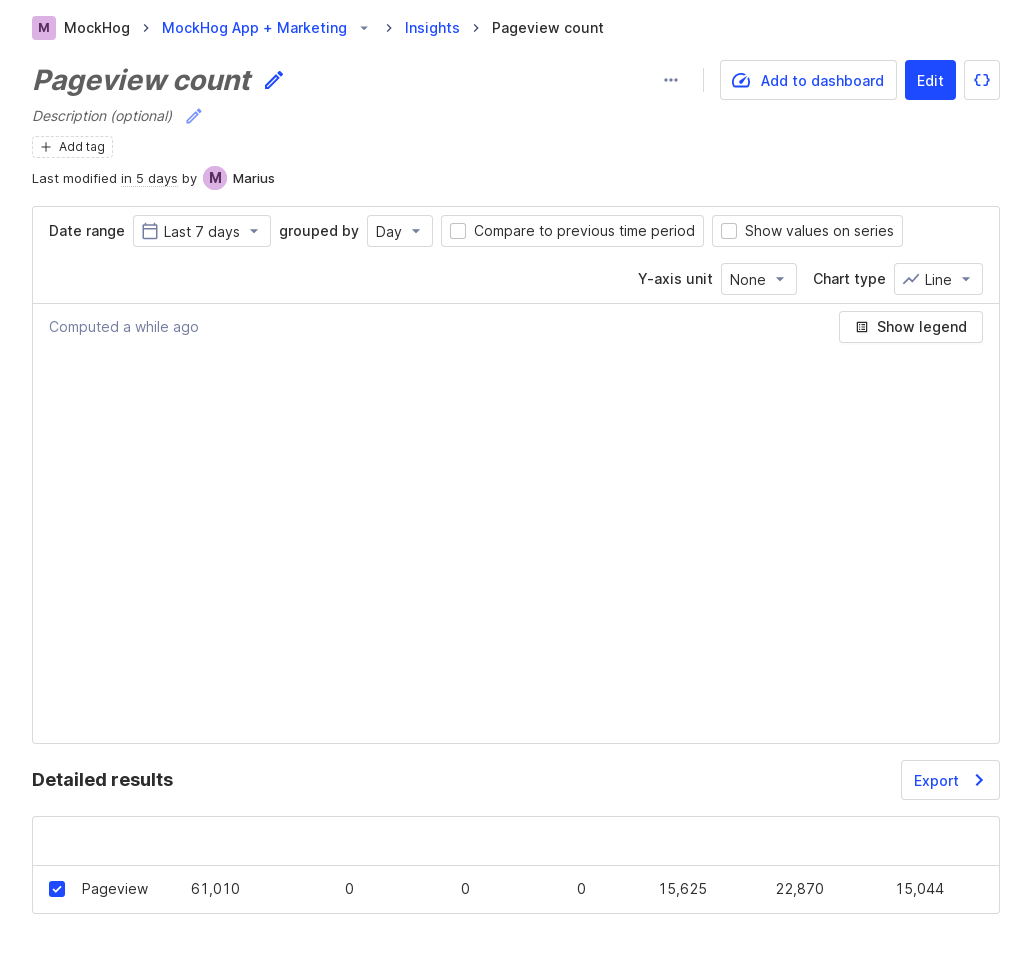 M MockHog MockHog App + Marketing Insights Pageview count
Pageview count
Add to dashboard Edit {}
Description (optional)
Add tag
Last modified in 5 days by M Marius
Date range Last 7 days grouped by Day Compare to previous time period Show values on series
Y-axis unit None Chart type Line
Computed a while ago Show legend
Detailed results Export
Pageview 61,010 0 0 0 15,625 22,870 15,044